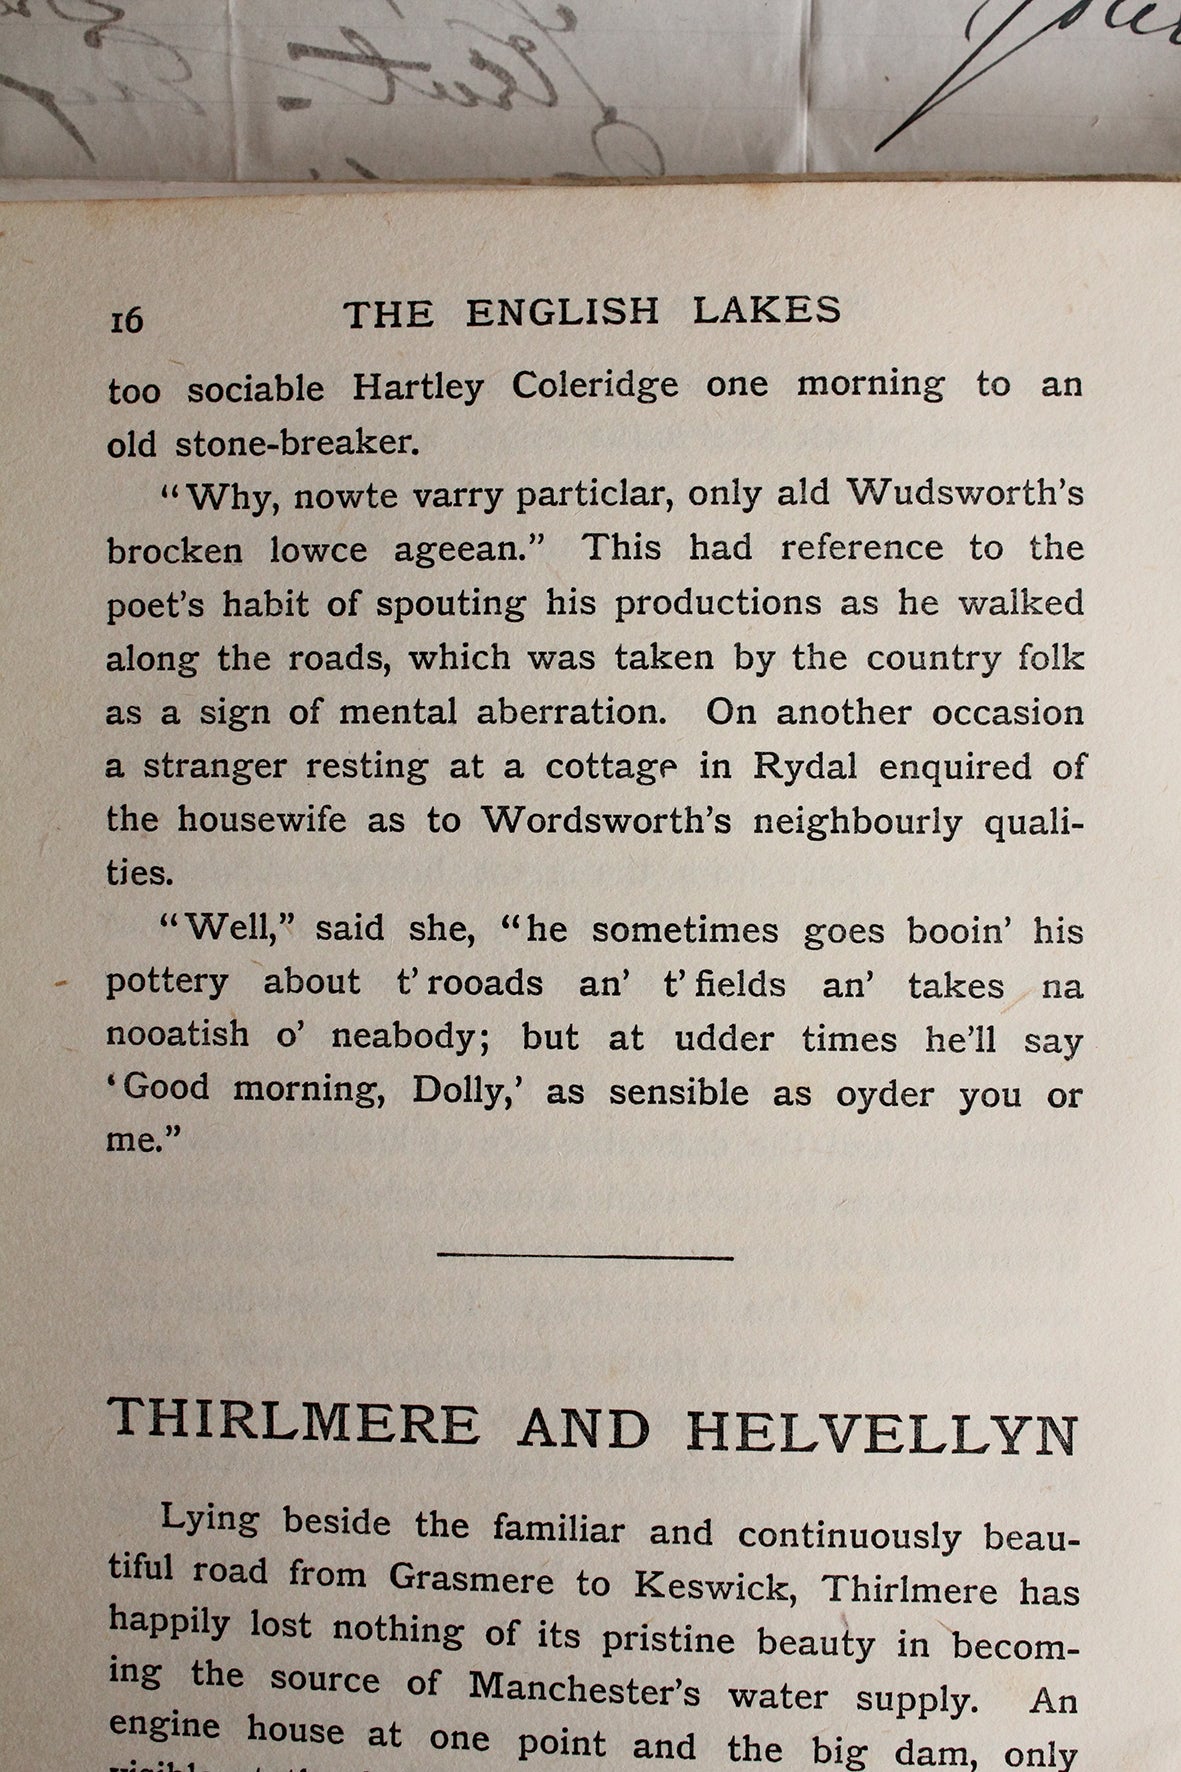 16 THE ENGLISH LAKES
too sociable Hartley Coleridge one morning to an
old stone-breaker.
“Why, nowte varry particlar, only ald Wudsworth’s
brocken lowce ageean.” This had reference to the
poet’s habit of spouting his productions as he walked
along the roads, which was taken by the country folk
as a sign of mental aberration. On another occasion
a stranger resting at a cottage in Rydal enquired of
the housewife as to Wordsworth’s neighbourly quali-
ties.
“Well,” said she, “he sometimes goes booin’ his
pottery about t’ rooads an’ t’ fields an’ takes na
nooatish o’ neabody; but at udder times he’ll say
‘Good morning, Dolly,’ as sensible as oyder you or
me.”
THIRLMERE AND HELVELLYN
Lying beside the familiar and continuously beau-
tiful road from Grasmere to Keswick, Thirlmere has
happily lost nothing of its pristine beauty in becom-
ing the source of Manchester’s water supply. An
engine house at one point and the big dam, only